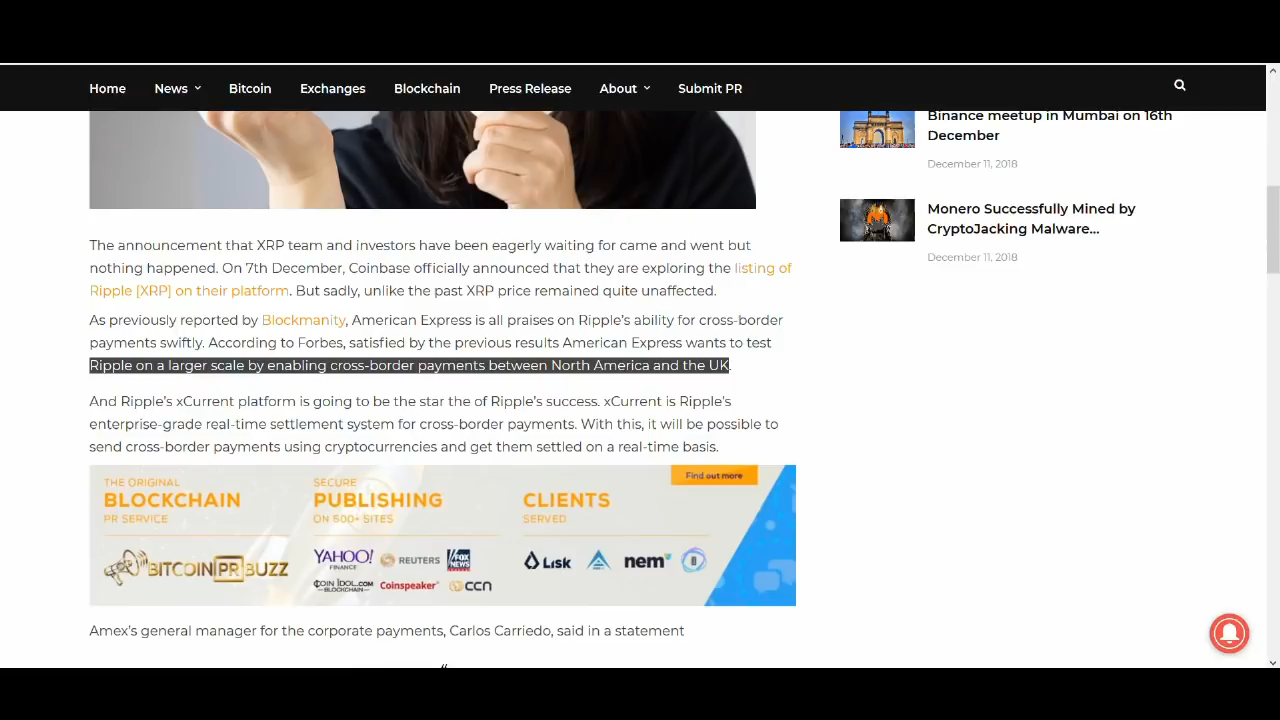 Home News Bitcoin Exchanges Blockchain Press Release About Submit PR
Binance meetup in Mumbai on 16th
December
December 11, 2018
Monero Successfully Mined by
CryptoJacking Malware...
December 11, 2018
The announcement that XRP team and investors have been eagerly waiting for came and went but
nothing happened. On 7th December, Coinbase officially announced that they are exploring the listing of
Ripple [XRP] on their platform. But sadly, unlike the past XRP price remained quite unaffected.
As previously reported by Blockmanity, American Express is all praises on Ripple's ability for cross-border
payments swiftly. According to Forbes, satisfied by the previous results American Express wants to test
Ripple on a larger scale by enabling cross-border payments between North America and the UK.
And Ripple's xCurrent platform is going to be the star the of Ripple's success. xCurrent is Ripple's
enterprise-grade real-time settlement system for cross-border payments. With this, it will be possible to
send cross-border payments using cryptocurrencies and get them settled on a real-time basis.
THE ORIGINAL
BLOCKCHAIN
PR SERVICE
BITCOIN PR BUZZ
SECURE
PUBLISHING
ON 500+ SITES
YAHOO! FINANCE REUTERS FOX NEWS
COIN IDOL.COM BLOCKCHAIN Coinspeaker CCN
CLIENTS
SERVED
LISK nem
Find out more
Amex's general manager for the corporate payments, Carlos Carriedo, said in a statement
“